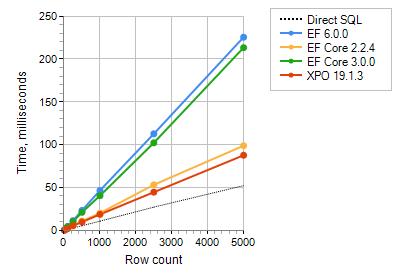 250
200
150
100
50
0
Time, milliseconds
0 1000 2000 3000 4000 5000
Row count
Direct SQL
EF 6.0.0
EF Core 2.2.4
EF Core 3.0.0
XPO 19.1.3